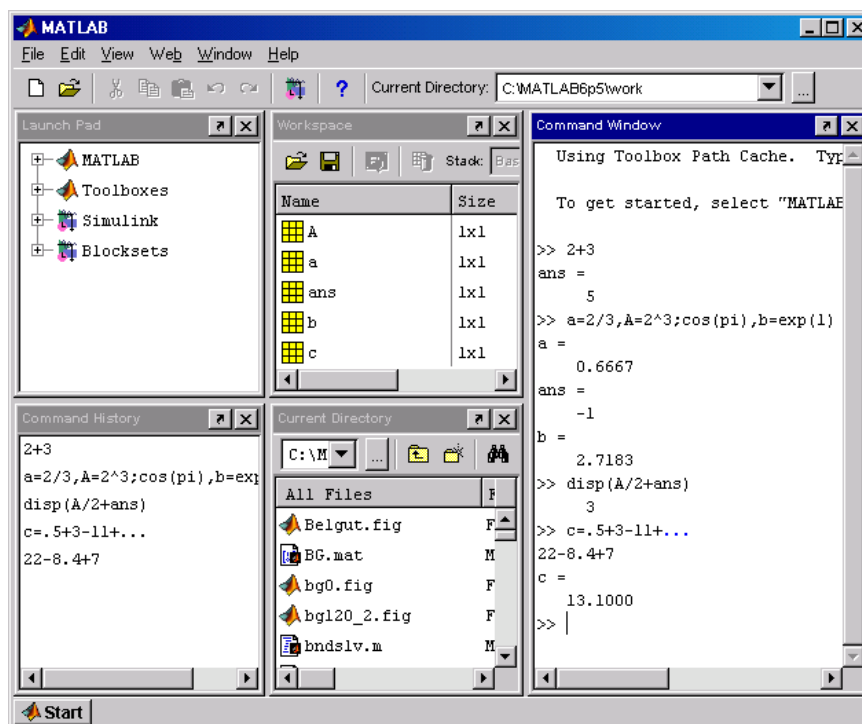 MATLAB
File Edit View Web Window Help
? Current Directory: C:\MATLAB6p5\work ...
Launch Pad
MATLAB
Toolboxes
Simulink
Blocksets
Workspace
Stack: Bas
Name Size
A 1x1
a 1x1
ans 1x1
b 1x1
c 1x1
Command History
2+3
a=2/3,A=2^3;cos(pi),b=exp
disp(A/2+ans)
c=.5+3-11+...
22-8.4+7
Current Directory
C:\M ...
All Files F
Belgut.fig F
BG.mat M
bg0.fig F
bg120_2.fig F
bndslv.m M
Command Window
Using Toolbox Path Cache. Typ
To get started, select "MATLAB
>> 2+3
ans =
5
>> a=2/3,A=2^3;cos(pi),b=exp(1)
a =
0.6667
ans =
-1
b =
2.7183
>> disp(A/2+ans)
3
>> c=.5+3-11+...
22-8.4+7
c =
13.1000
>>
Start